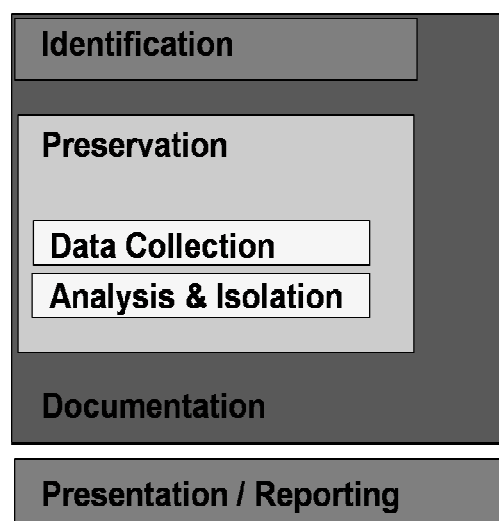 Identification
Preservation
Data Collection
Analysis & Isolation
Documentation
Presentation / Reporting